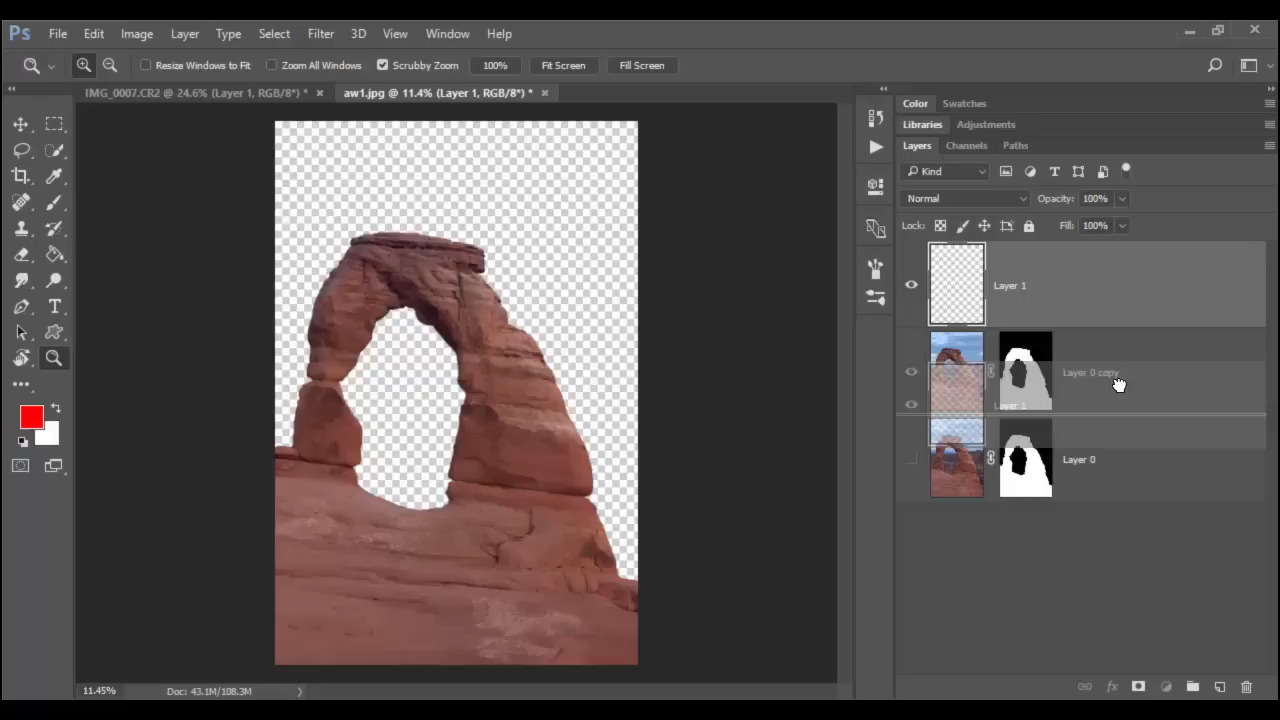 Ps File Edit Image Layer Type Select Filter 3D View Window Help
Resize Windows to Fit Zoom All Windows Scrubby Zoom 100% Fit Screen Fill Screen
IMG_0007.CR2 @ 24.6% (Layer 1, RGB/8*) * × aw1.jpg @ 11.4% (Layer 1, RGB/8*) * ×
Color Swatches
Libraries Adjustments
Layers Channels Paths
Kind
Normal Opacity: 100%
Lock: Fill: 100%
Layer 1
Layer 0 copy
Layer 1
Layer 0
11.45% Doc: 43.1M/108.3M
fx